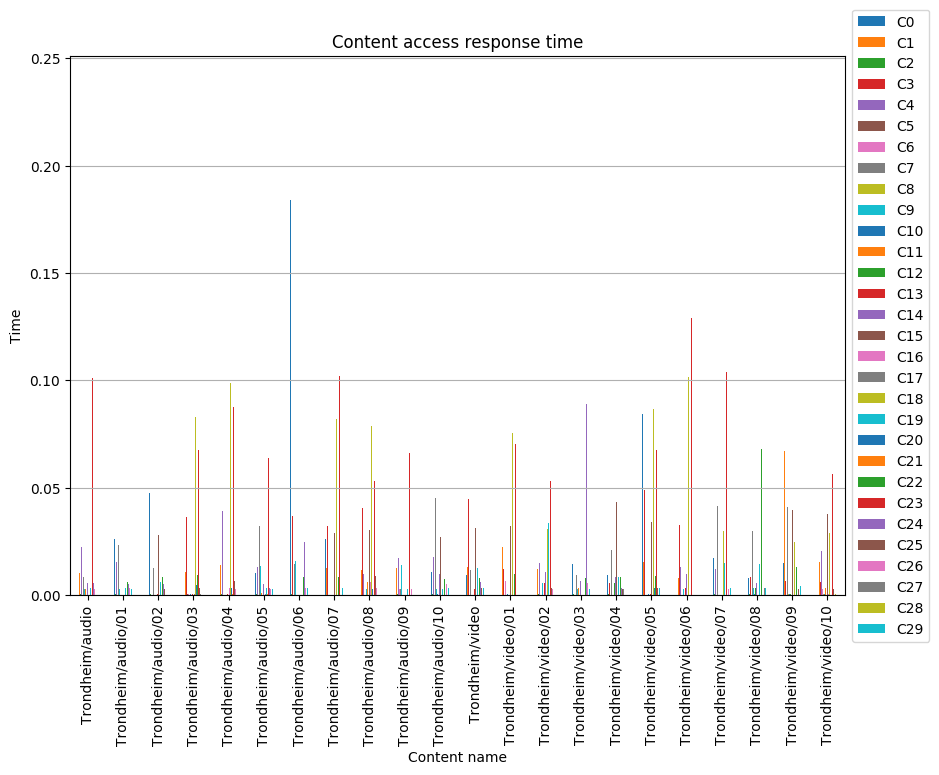 Content access response time
0.25
0.20
0.15
0.10
0.05
0.00
Time
Trondheim/audio
Trondheim/audio/01
Trondheim/audio/02
Trondheim/audio/03
Trondheim/audio/04
Trondheim/audio/05
Trondheim/audio/06
Trondheim/audio/07
Trondheim/audio/08
Trondheim/audio/09
Trondheim/audio/10
Trondheim/video
Trondheim/video/01
Trondheim/video/02
Trondheim/video/03
Trondheim/video/04
Trondheim/video/05
Trondheim/video/06
Trondheim/video/07
Trondheim/video/08
Trondheim/video/09
Trondheim/video/10
Content name
C0
C1
C2
C3
C4
C5
C6
C7
C8
C9
C10
C11
C12
C13
C14
C15
C16
C17
C18
C19
C20
C21
C22
C23
C24
C25
C26
C27
C28
C29